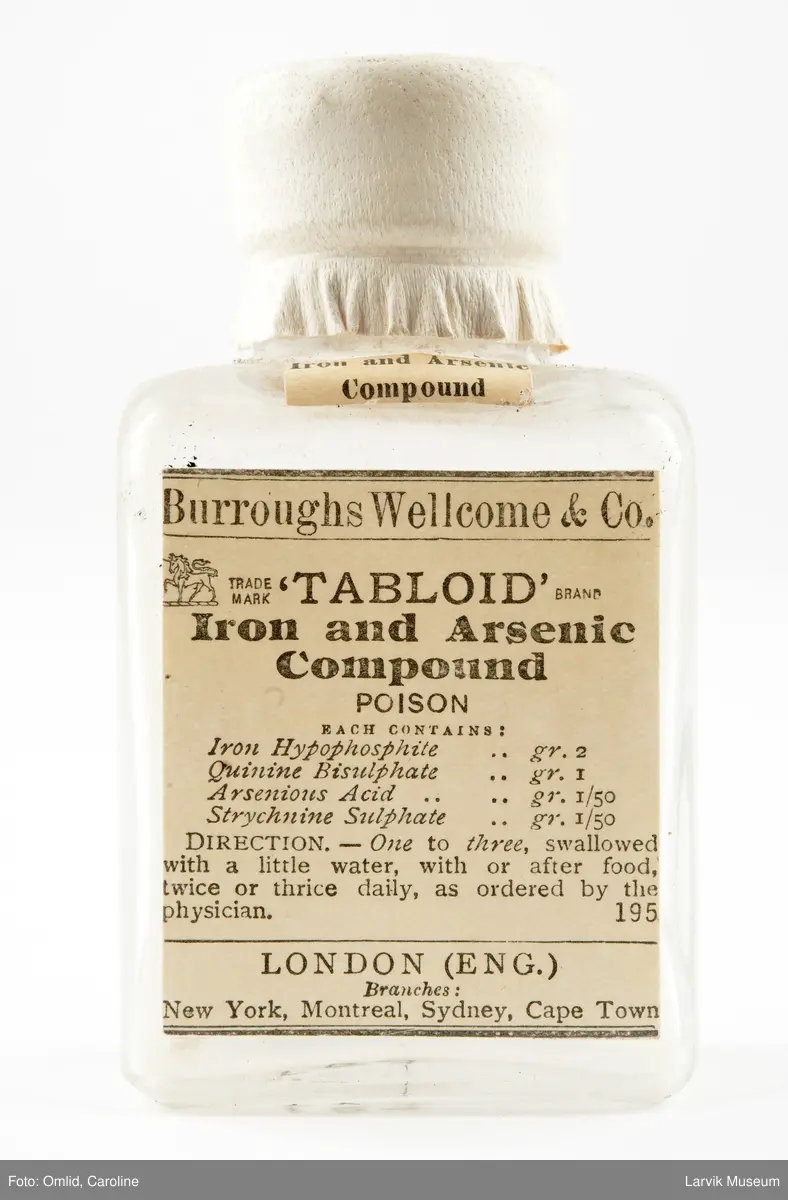 Iron and Arsenic
Compound
Burroughs Wellcome & Co.
TRADE MARK 'TABLOID' BRAND
Iron and Arsenic
Compound
POISON
EACH CONTAINS:
Iron Hypophosphite .. gr. 2
Quinine Bisulphate .. gr. 1
Arsenious Acid .. .. gr. 1/50
Strychnine Sulphate .. gr. 1/50
DIRECTION. — One to three, swallowed
with a little water, with or after food,
twice or thrice daily, as ordered by the
physician. 195
LONDON (ENG.)
Branches:
New York, Montreal, Sydney, Cape Town
Foto: Omlid, Caroline Larvik Museum